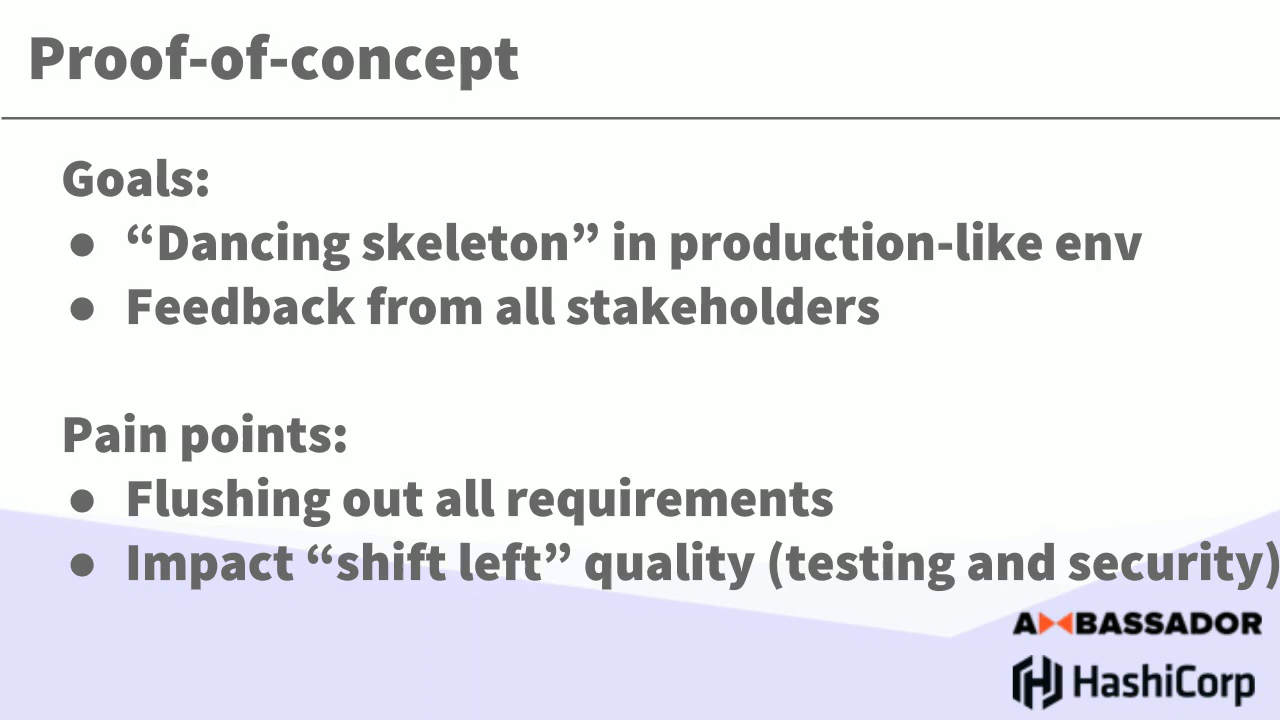 Proof-of-concept
Goals:
● “Dancing skeleton” in production-like env
● Feedback from all stakeholders
Pain points:
● Flushing out all requirements
● Impact “shift left” quality (testing and security)
AMBASSADOR
HashiCorp